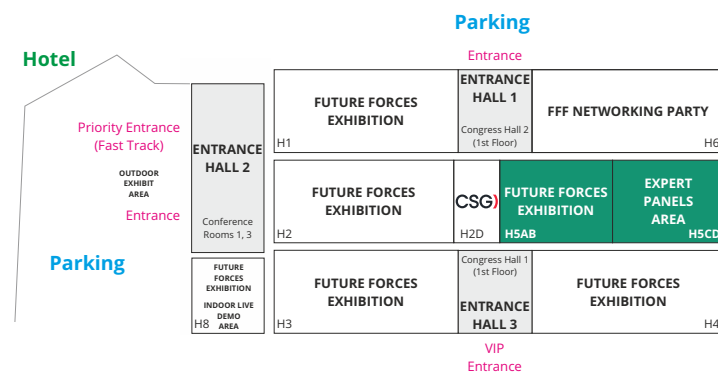 Parking
Hotel
Entrance
ENTRANCE
HALL 1
FUTURE FORCES
EXHIBITION
FFF NETWORKING PARTY
Congress Hall 2
(1st Floor)
H1
H6
Priority Entrance
(Fast Track)
ENTRANCE
HALL 2
OUTDOOR
EXHIBIT
AREA
Entrance
Conference
Rooms 1, 3
FUTURE FORCES
EXHIBITION
H2
CSG
H2D
FUTURE FORCES
EXHIBITION
H5AB
EXPERT
PANELS
AREA
H5CD
Parking
FUTURE
FORCES
EXHIBITION
INDOOR LIVE
DEMO
AREA
H8
FUTURE FORCES
EXHIBITION
H3
Congress Hall 1
(1st Floor)
ENTRANCE
HALL 3
FUTURE FORCES
EXHIBITION
H4
VIP
Entrance